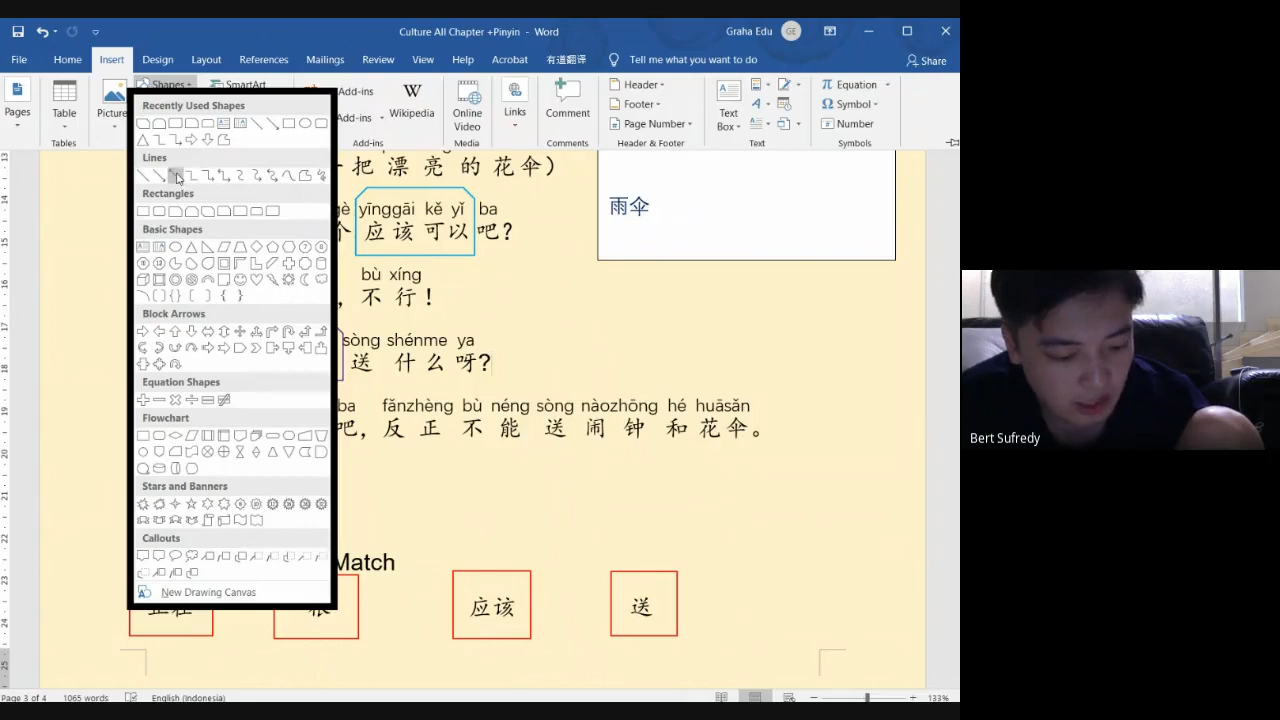 Culture All Chapter +Pinyin - Word
Graha Edu
GE
File Home Insert Design Layout References Mailings Review View Help Acrobat 有道翻译 Tell me what you want to do Share
Pages
Table
Tables
Picture
Shapes
SmartArt
Add-ins
Add-ins
Wikipedia
Add-ins
Online Video
Media
Links
Comment
Comments
Header
Footer
Page Number
Header & Footer
Text Box
Text
Equation
Symbol
Number
Symbols
Recently Used Shapes
Lines
Rectangles
Basic Shapes
Block Arrows
Equation Shapes
Flowchart
Stars and Banners
Callouts
New Drawing Canvas
把 漂 亮 的 花 伞）
gè yīnggāi kě yǐ ba
个 应 该 可 以 吧？
bù xíng
，不 行！
sòng shénme ya
送 什 么 呀？
ba fǎnzhèng bù néng sòng nàozhōng hé huāsǎn
吧，反 正 不 能 送 闹 钟 和 花 伞。
雨伞
Match
应该 送
Bert Sufredy
Page 3 of 4 1065 words English (Indonesia) 133%